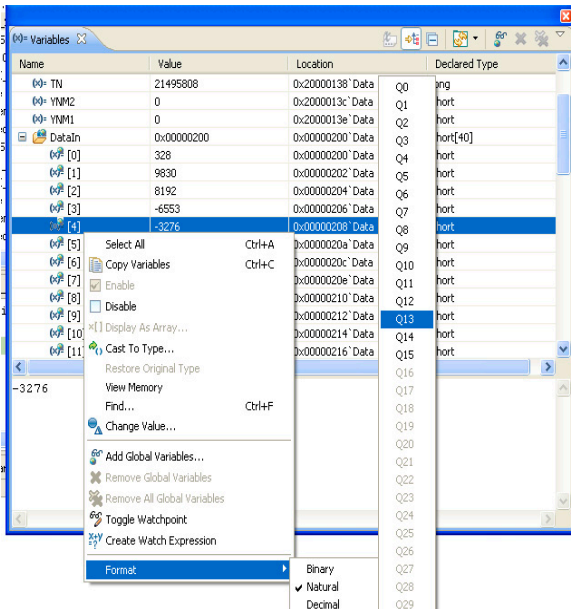 (x)= Variables
Name Value Location Declared Type
(x)= TN 21495808 0x20000138`Data
(x)= YNM2 0 0x2000013c`Data hort
(x)= YNM1 0 0x2000013e`Data hort
DataIn 0x00000200 0x00000200`Data hort[40]
[0] 328 0x00000200`Data hort
[1] 9830 0x00000202`Data hort
[2] 8192 0x00000204`Data hort
[3] -6553 0x00000206`Data hort
[4] -3276 0x00000208`Data hort
[5] 0x0000020a`Data hort
[6] 0x0000020c`Data hort
[7] 0x0000020e`Data hort
[8] 0x00000210`Data hort
[9] 0x00000212`Data hort
[10 0x00000214`Data hort
[11] 0x00000216`Data hort
-3276
Select All Ctrl+A
Copy Variables Ctrl+C
Enable
Disable
×[] Display As Array...
Cast To Type...
Restore Original Type
View Memory
Find... Ctrl+F
Change Value...
Add Global Variables...
Remove Global Variables
Remove All Global Variables
Toggle Watchpoint
Create Watch Expression
Format
Binary
Natural
Decimal
Q0
Q1
Q2
Q3
Q4
Q5
Q6
Q7
Q8
Q9
Q10
Q11
Q12
Q13
Q14
Q15
Q16
Q17
Q18
Q19
Q20
Q21
Q22
Q23
Q24
Q25
Q26
Q27
Q28
Q29